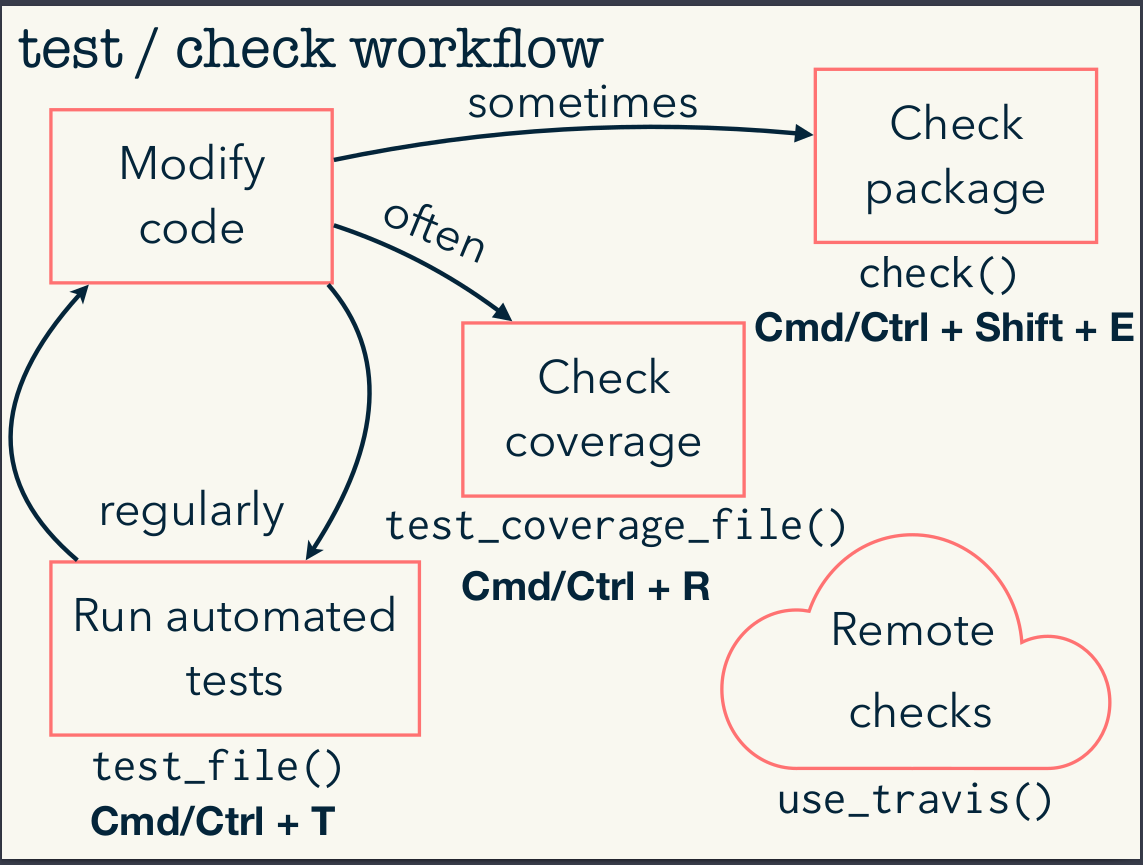 test / check workflow
sometimes
Modify
code
Check
package
check()
Cmd/Ctrl + Shift + E
often
Check
coverage
test_coverage_file()
Cmd/Ctrl + R
regularly
Run automated
tests
test_file()
Cmd/Ctrl + T
Remote
checks
use_travis()